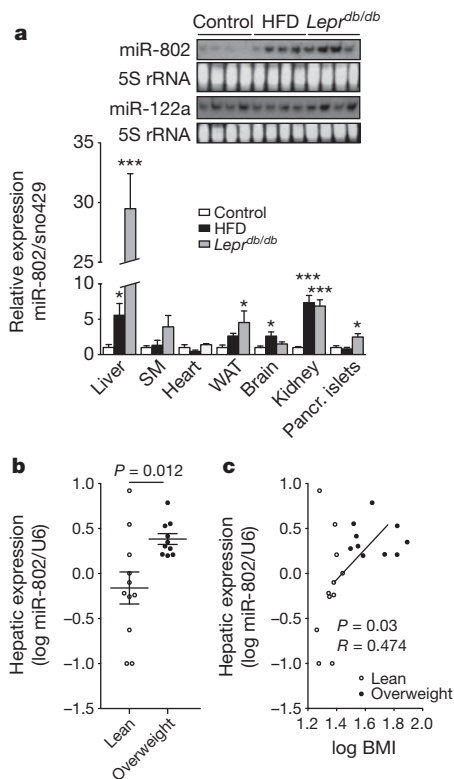 a
Control HFD Lepr^db/db
miR-802
5S rRNA
miR-122a
5S rRNA
Relative expression
miR-802/sno429
35
30
25
10
5
0
***
*
*
*
***
***
*
Control
HFD
Lepr^db/db
Liver
SM
Heart
WAT
Brain
Kidney
Pancr. islets
b
P = 0.012
Hepatic expression
(log miR-802/U6)
1.0
0.5
0.0
−0.5
−1.0
−1.5
Lean
Overweight
c
Hepatic expression
(log miR-802/U6)
1.0
0.5
0.0
−0.5
−1.0
−1.5
P = 0.03
R = 0.474
Lean
Overweight
1.2 1.4 1.6 1.8 2.0
log BMI